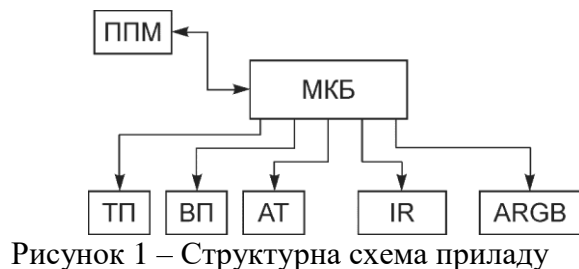 ППМ
МКБ
ТП ВП АТ IR ARGB
Рисунок 1 – Структурна схема приладу